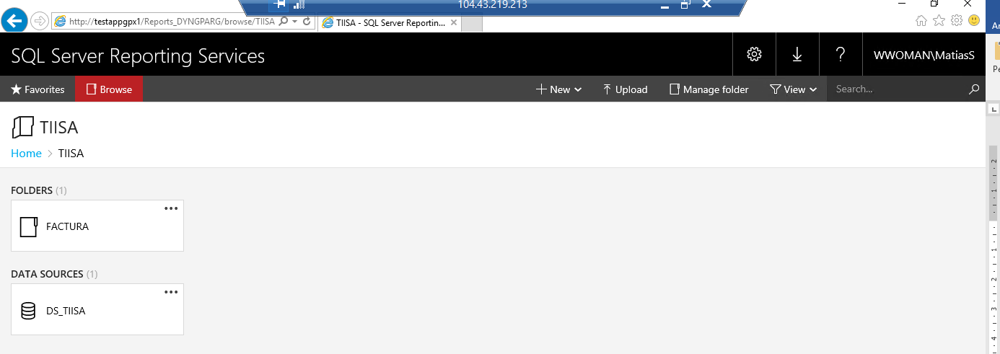 104.43.219.213
http://testappgpx1/Reports_DYNGPARG/browse/TIISA
TIISA - SQL Server Reportin...
SQL Server Reporting Services
WWOMAN\MatiasS
Favorites
Browse
New
Upload
Manage folder
View
Search...
TIISA
Home > TIISA
FOLDERS (1)
FACTURA
DATA SOURCES (1)
DS_TIISA